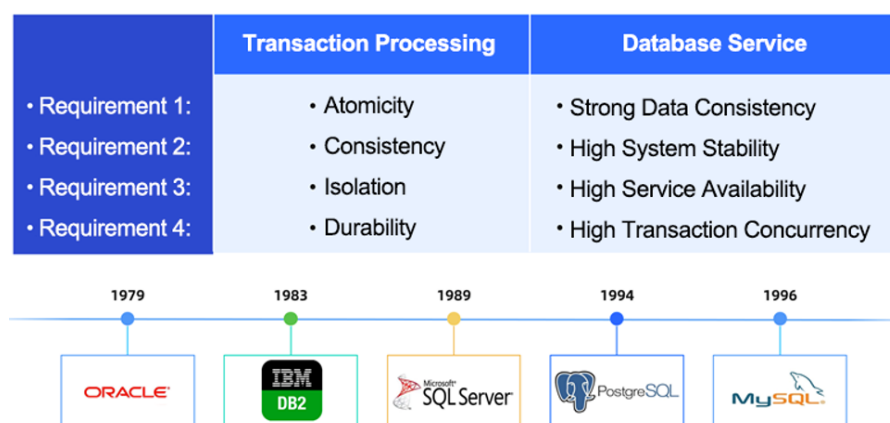 Transaction Processing Database Service
• Requirement 1: • Atomicity • Strong Data Consistency
• Requirement 2: • Consistency • High System Stability
• Requirement 3: • Isolation • High Service Availability
• Requirement 4: • Durability • High Transaction Concurrency
1979 1983 1989 1994 1996
ORACLE® IBM DB2 Microsoft® SQL Server PostgreSQL MySQL®